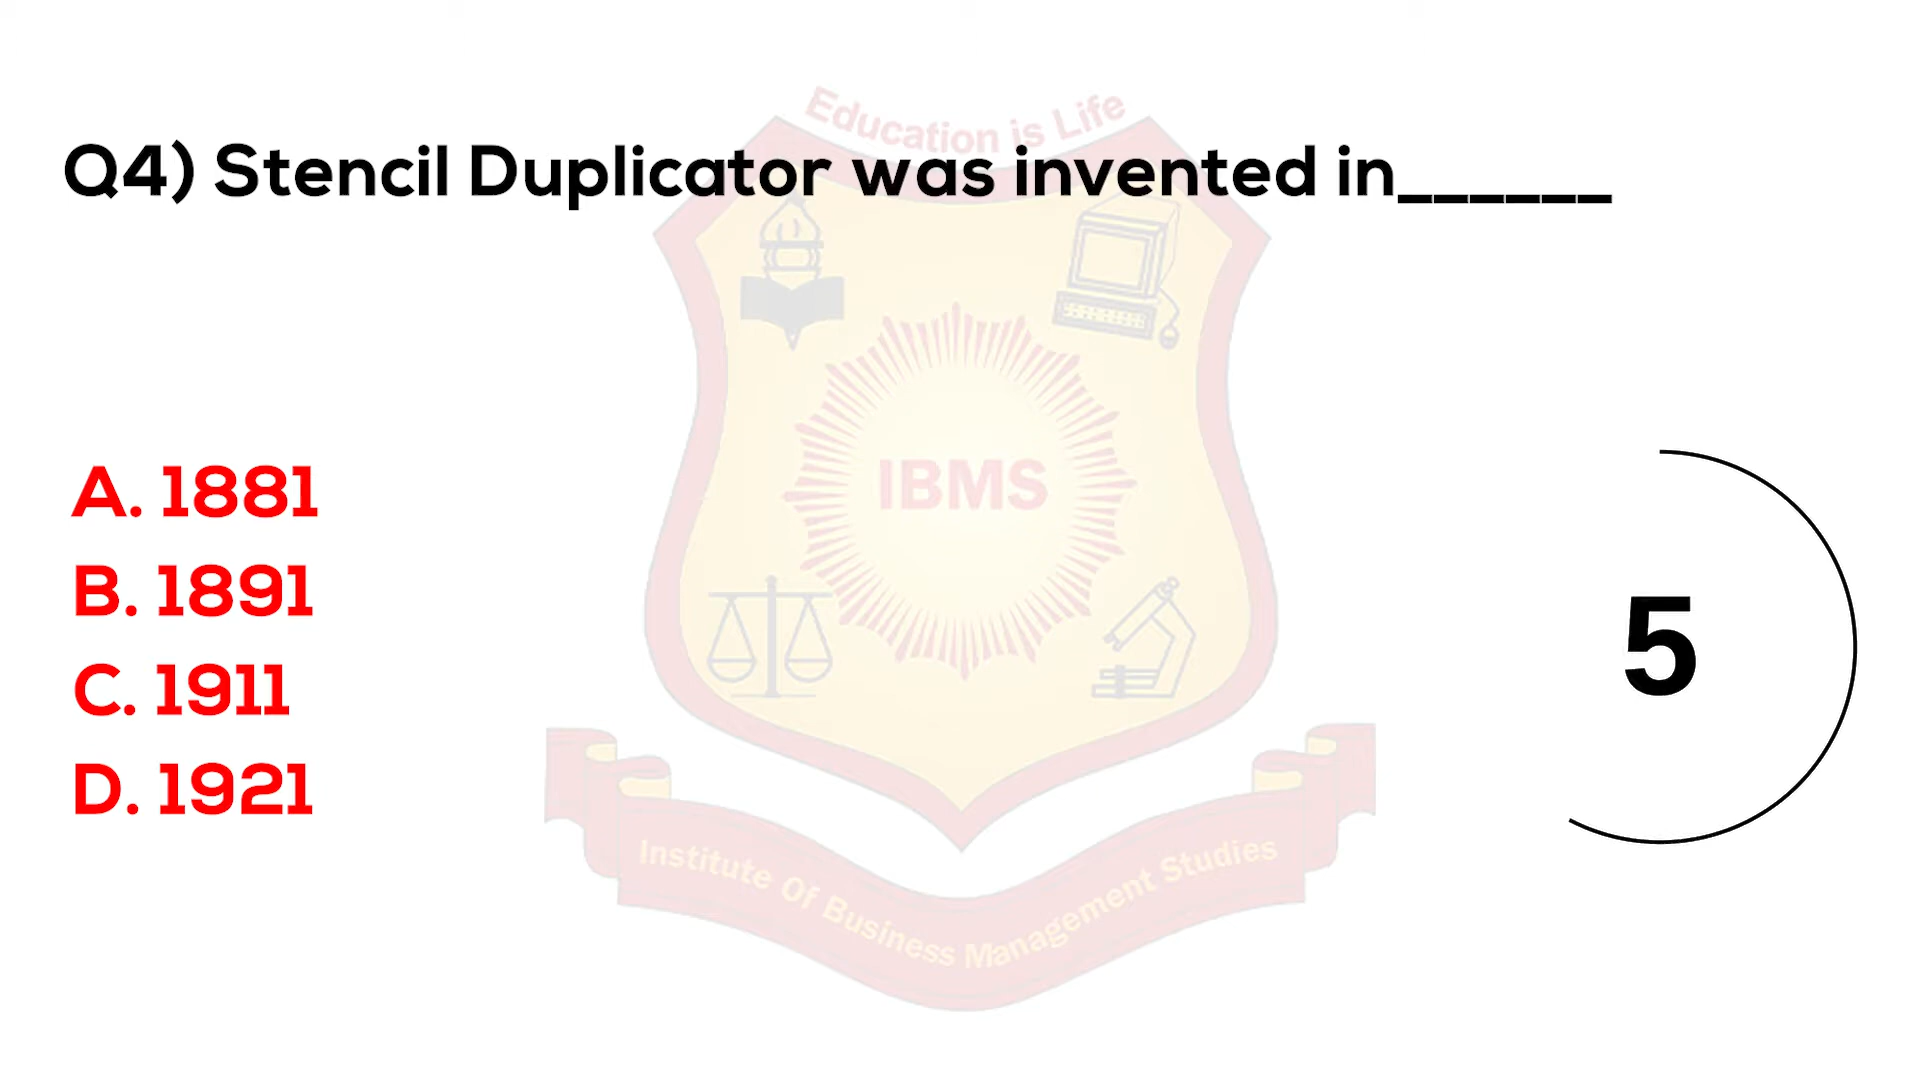 Education is Life
Q4) Stencil Duplicator was invented in______
IBMS
A. 1881
B. 1891
C. 1911
D. 1921
5
Institute Of Business Management Studies